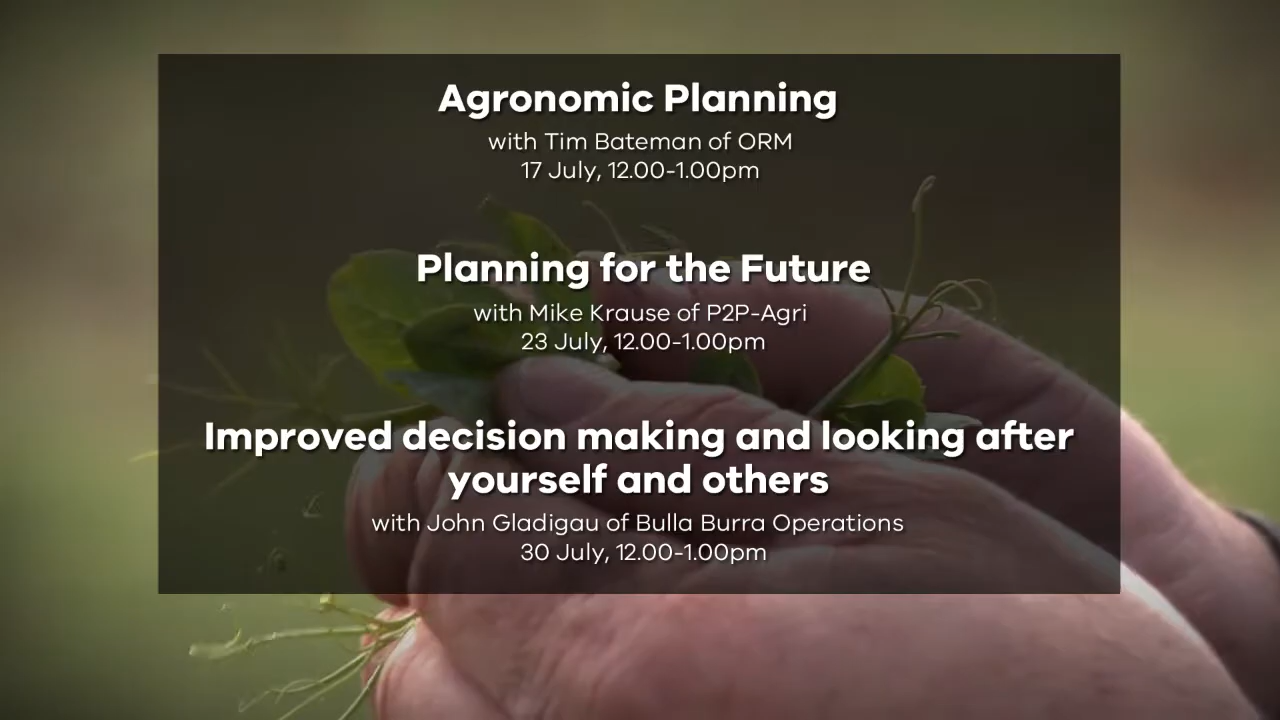 Agronomic Planning
with Tim Bateman of ORM
17 July, 12.00-1.00pm
Planning for the Future
with Mike Krause of P2P-Agri
23 July, 12.00-1.00pm
Improved decision making and looking after
yourself and others
with John Gladigau of Bulla Burra Operations
30 July, 12.00-1.00pm